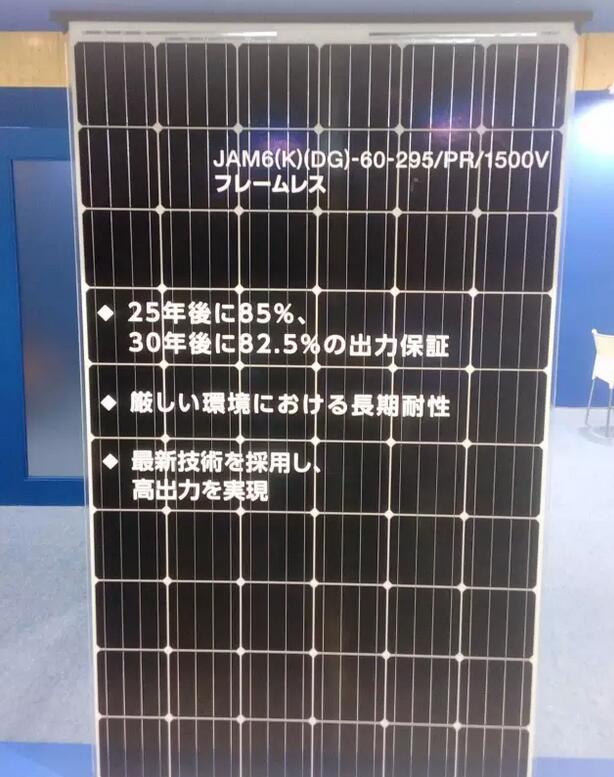 JAM6(K)(DG)-60-295/PR/1500V
フレームレス
◆ 25年後に85%、
30年後に82.5%の出力保証
◆ 厳しい環境における長期耐性
◆ 最新技術を採用し、
高出力を実現